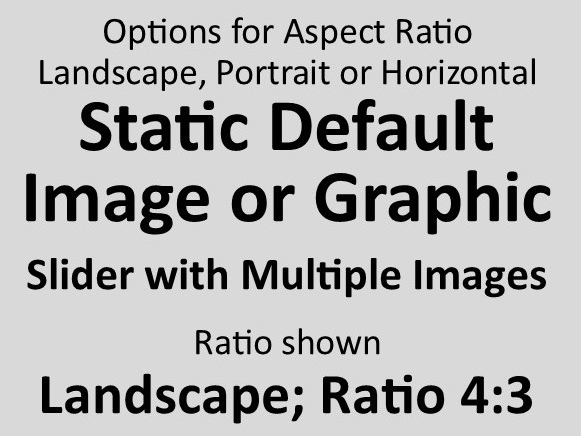 Options for Aspect Ratio
Landscape, Portrait or Horizontal
Static Default
Image or Graphic
Slider with Multiple Images
Ratio shown
Landscape; Ratio 4:3